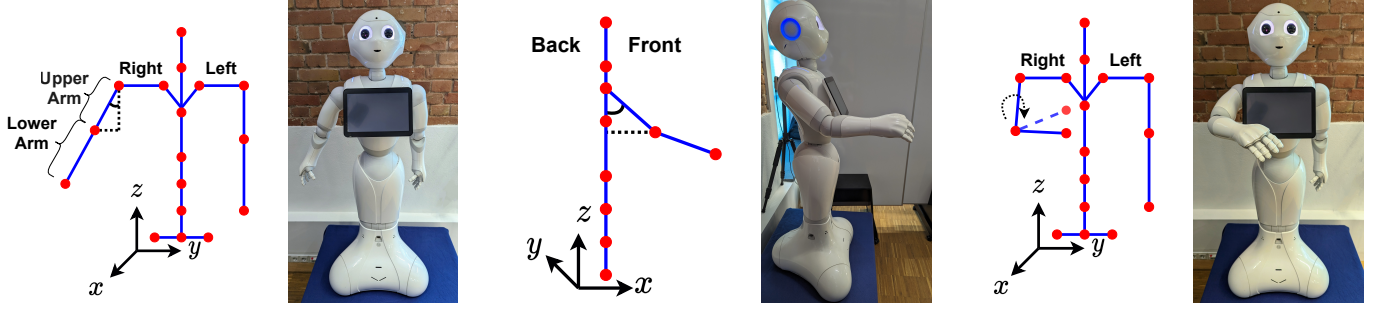 Upper
Arm
Lower
Arm
Right
Left
z
y
x
Back
Front
z
y
x
Right
Left
z
y
x